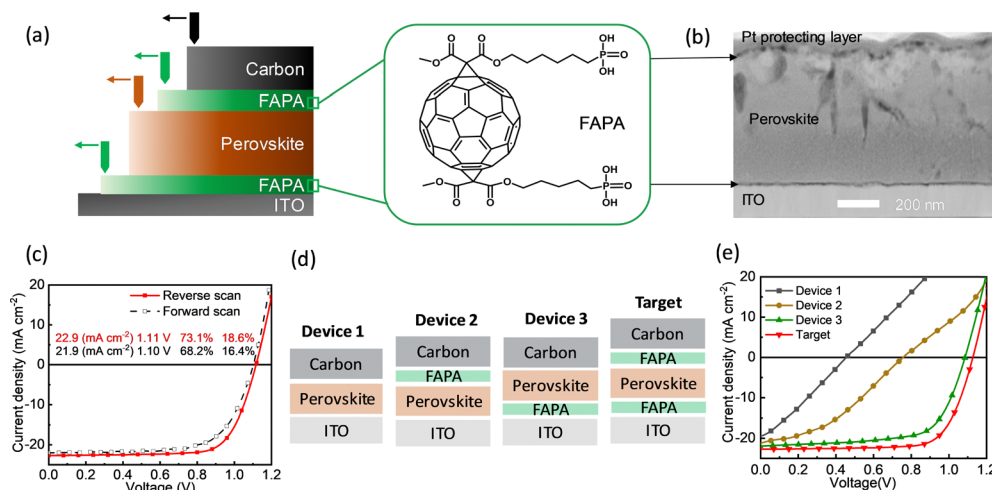 (a)
Carbon
FAPA
Perovskite
FAPA
ITO
O O
O O
P
OH
O
OH
FAPA
O O
O O
P
OH
O
OH
(b)
Pt protecting layer
Perovskite
ITO
200 nm
(c)
Current density (mA cm-2)
20
10
0
-10
-20
Reverse scan
Forward scan
22.9 (mA cm-2) 1.11 V 73.1% 18.6%
21.9 (mA cm-2) 1.10 V 68.2% 16.4%
0.0 0.2 0.4 0.6 0.8 1.0 1.2
Voltage (V)
(d)
Device 1
Carbon
Perovskite
ITO
Device 2
Carbon
FAPA
Perovskite
ITO
Device 3
Carbon
Perovskite
FAPA
ITO
Target
Carbon
FAPA
Perovskite
FAPA
ITO
(e)
Current density (mA cm-2)
20
10
0
-10
-20
Device 1
Device 2
Device 3
Target
0.0 0.2 0.4 0.6 0.8 1.0 1.2
Voltage(V)